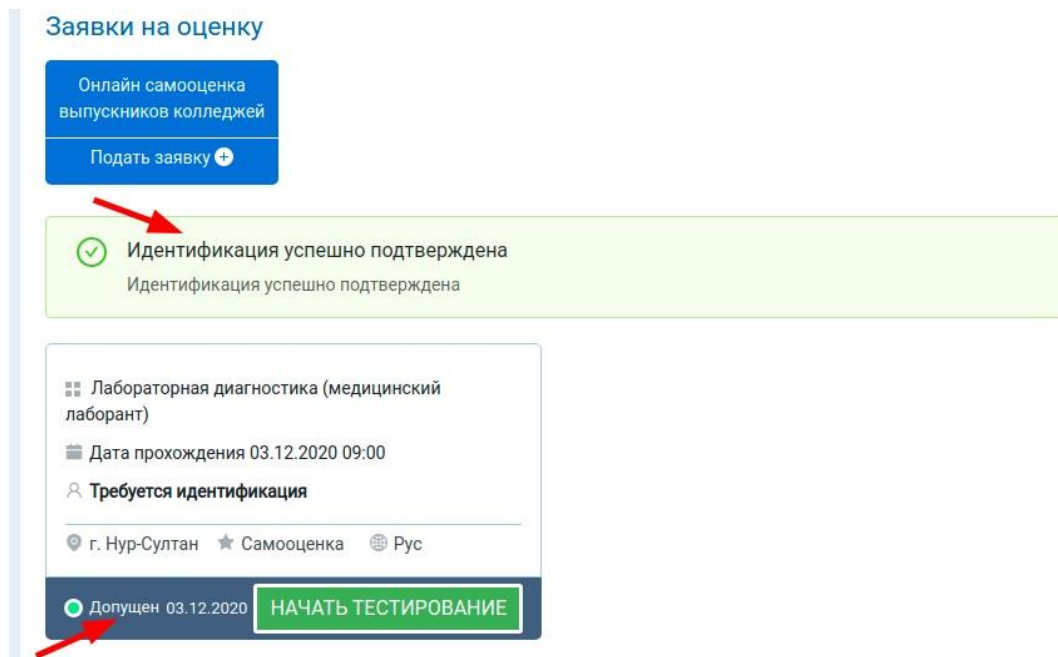 Заявки на оценку
Онлайн самооценка
выпускников колледжей
Подать заявку
Идентификация успешно подтверждена
Идентификация успешно подтверждена
Лабораторная диагностика (медицинский
лаборант)
Дата прохождения 03.12.2020 09:00
Требуется идентификация
г. Нур-Султан Самооценка Рус
Допущен 03.12.2020 НАЧАТЬ ТЕСТИРОВАНИЕ